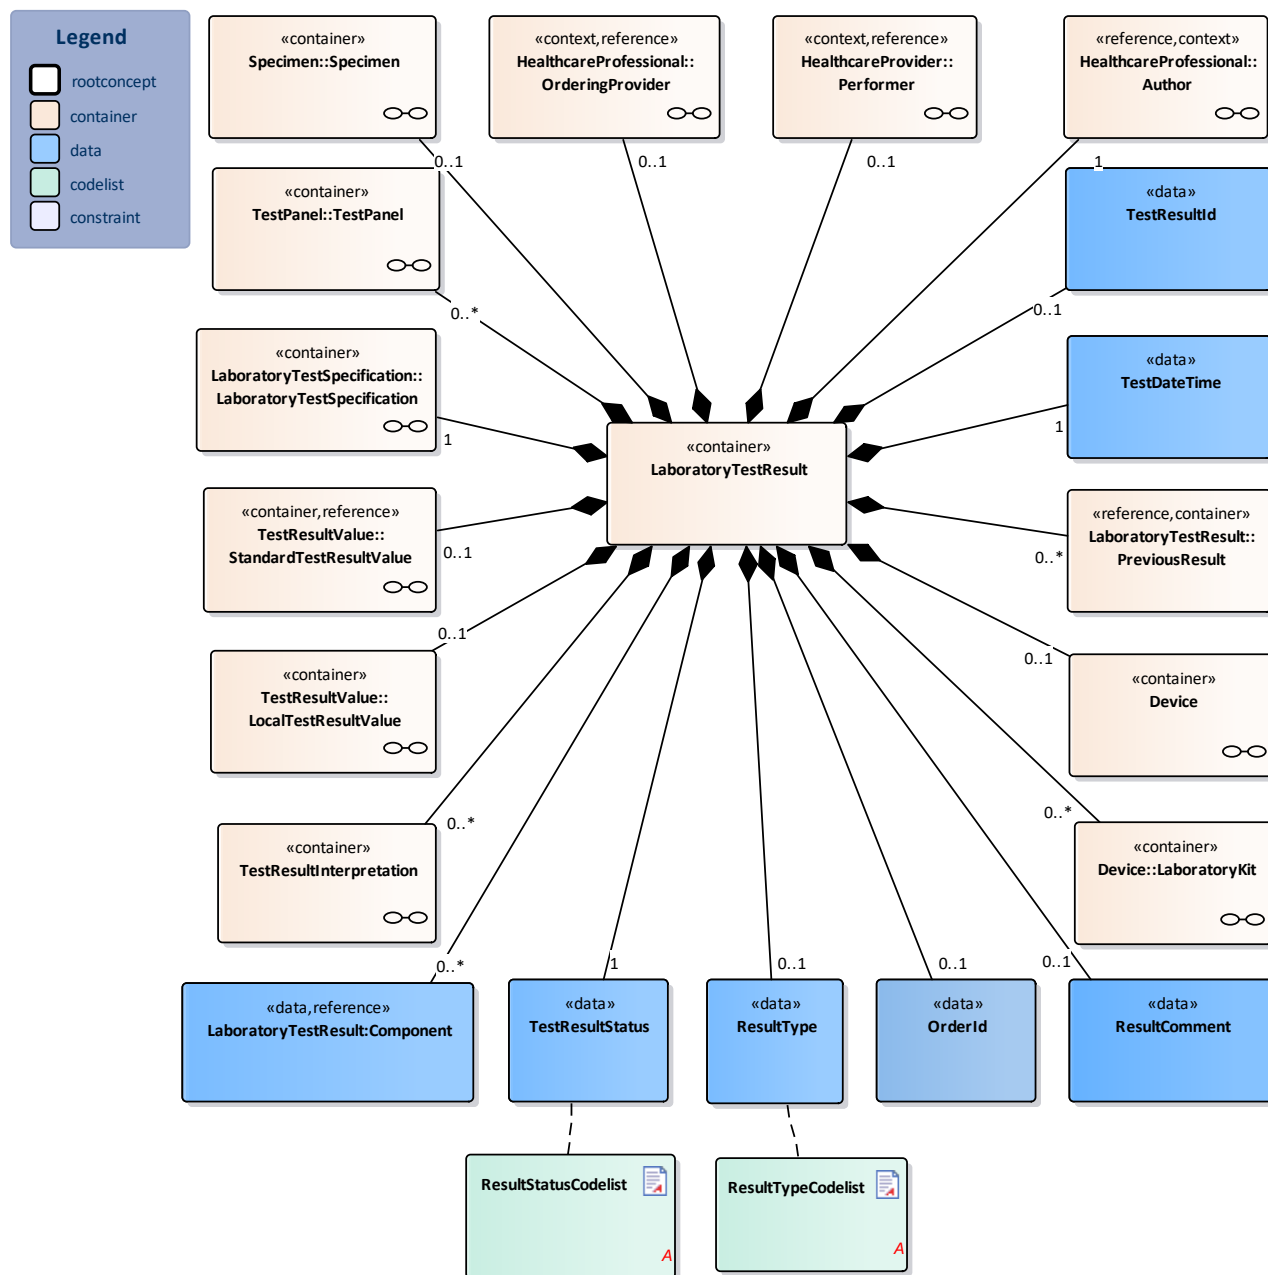 Legend
rootconcept
container
data
codelist
constraint
«container»
Specimen::Specimen
«context,reference»
HealthcareProfessional::
OrderingProvider
«context,reference»
HealthcareProvider::
Performer
«reference,context»
HealthcareProfessional::
Author
0..1
0..1
0..1
1
«container»
TestPanel::TestPanel
0..*
«data»
TestResultId
0..1
«container»
LaboratoryTestSpecification::
LaboratoryTestSpecification
1
«data»
TestDateTime
1
«container»
LaboratoryTestResult
«container,reference»
TestResultValue::
StandardTestResultValue
0..1
«reference,container»
LaboratoryTestResult::
PreviousResult
0..*
«container»
TestResultValue::
LocalTestResultValue
0..1
«container»
Device
0..1
«container»
TestResultInterpretation
0..*
«container»
Device::LaboratoryKit
0..*
«data,reference»
LaboratoryTestResult:Component
0..*
«data»
TestResultStatus
1
«data»
ResultType
0..1
«data»
OrderId
0..1
«data»
ResultComment
0..1
ResultStatusCodelist
A
ResultTypeCodelist
A